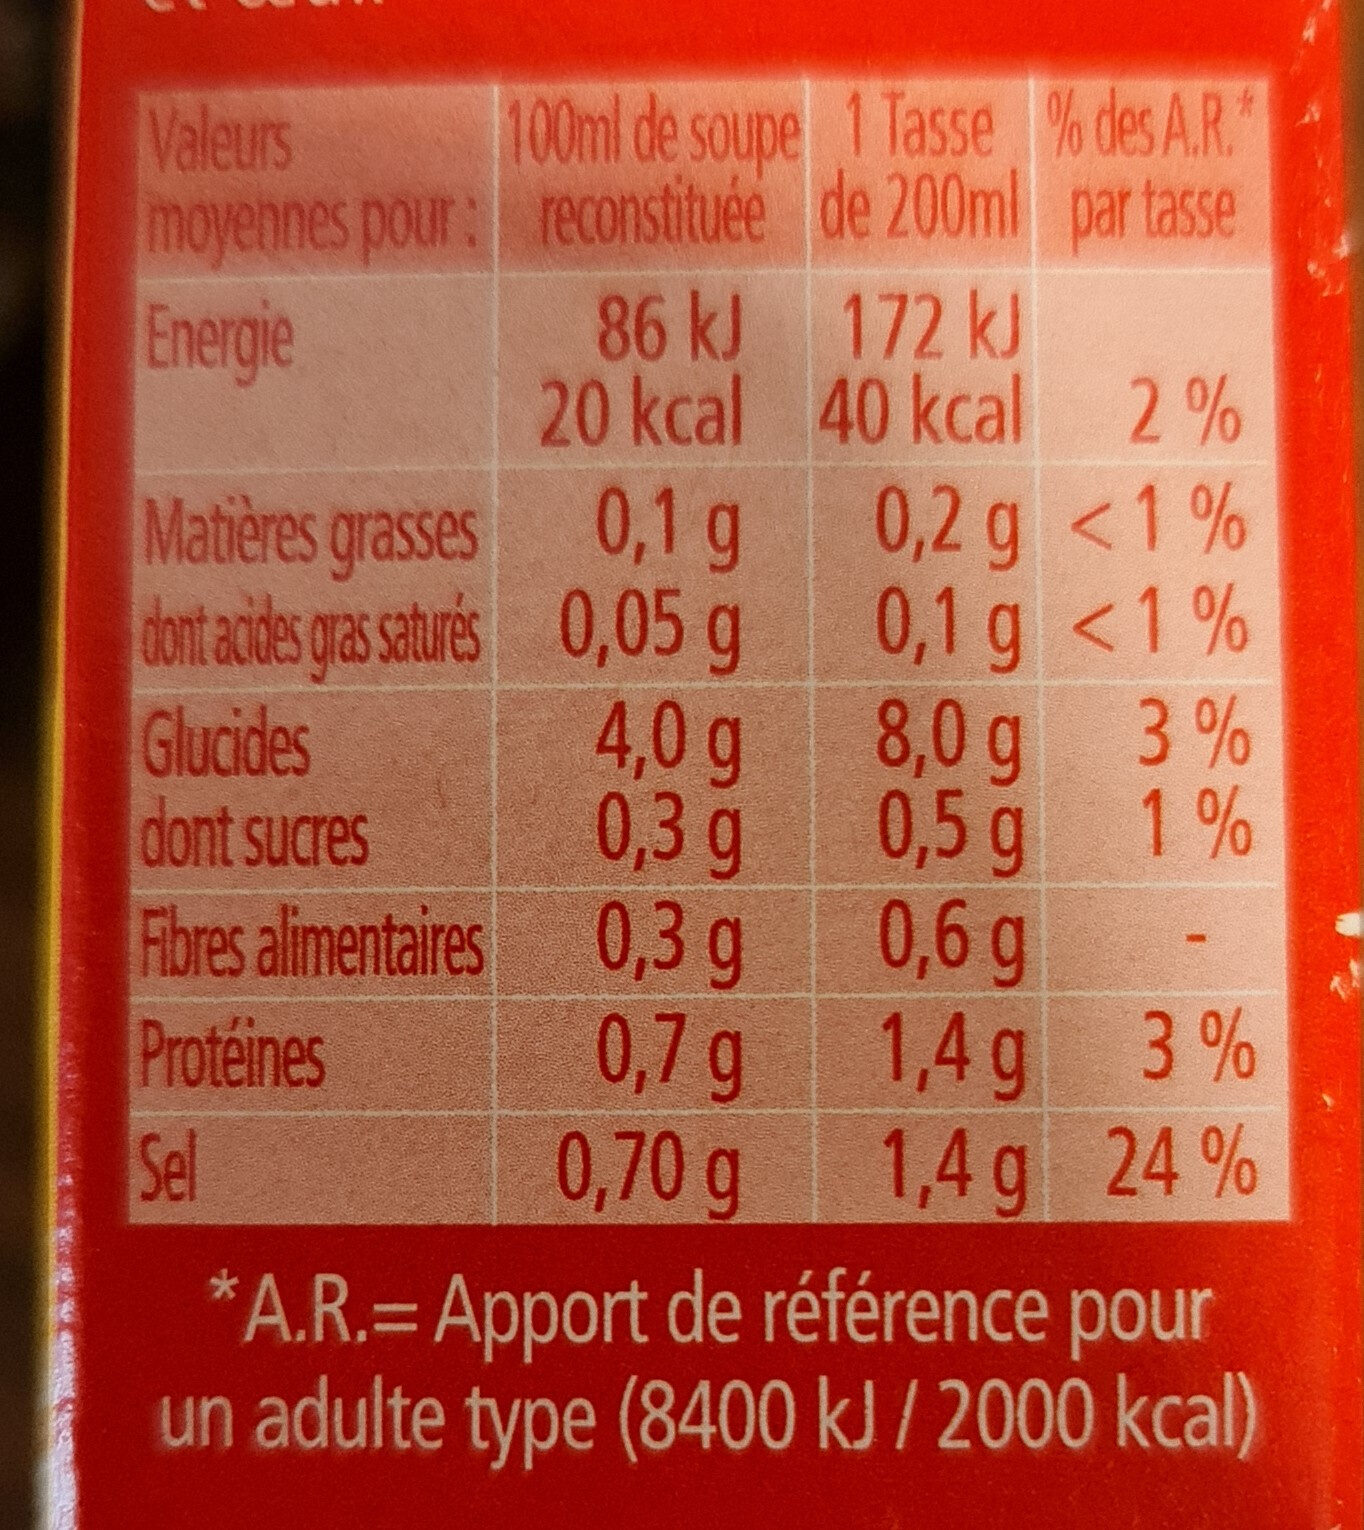 Valeurs moyennes pour : 100ml de soupe reconstituée 1 Tasse de 200ml % des A.R.* par tasse
Energie 86 kJ 172 kJ
20 kcal 40 kcal 2 %
Matières grasses 0,1 g 0,2 g < 1 %
dont acides gras saturés 0,05 g 0,1 g < 1 %
Glucides 4,0 g 8,0 g 3 %
dont sucres 0,3 g 0,5 g 1 %
Fibres alimentaires 0,3 g 0,6 g -
Protéines 0,7 g 1,4 g 3 %
Sel 0,70 g 1,4 g 24 %
*A.R.= Apport de référence pour
un adulte type (8400 kJ / 2000 kcal)